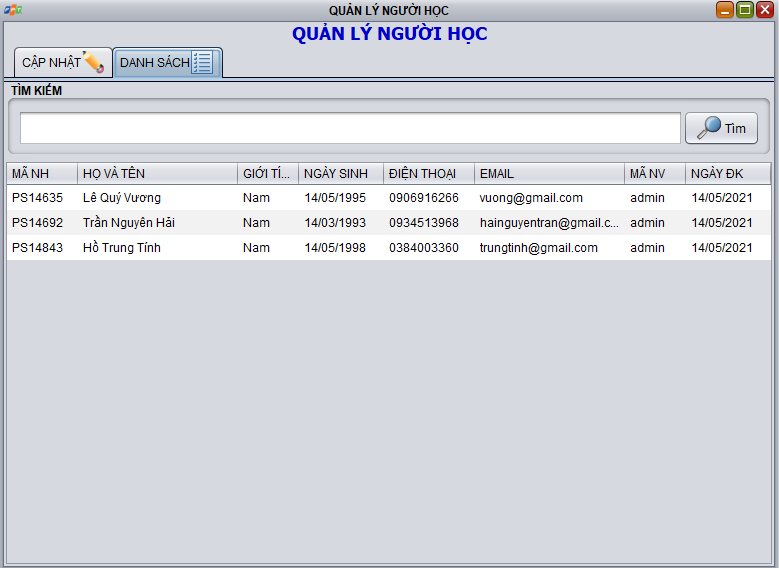 QUẢN LÝ NGƯỜI HỌC
QUẢN LÝ NGƯỜI HỌC
CẬP NHẬT DANH SÁCH
TÌM KIẾM
Tìm
MÃ NH HỌ VÀ TÊN GIỚI TÍ... NGÀY SINH ĐIỆN THOẠI EMAIL MÃ NV NGÀY ĐK
PS14635 Lê Quý Vương Nam 14/05/1995 0906916266 vuong@gmail.com admin 14/05/2021
PS14692 Trần Nguyên Hải Nam 14/03/1993 0934513968 hainguyentran@gmail.c... admin 14/05/2021
PS14843 Hồ Trung Tính Nam 14/05/1998 0384003360 trungtinh@gmail.com admin 14/05/2021